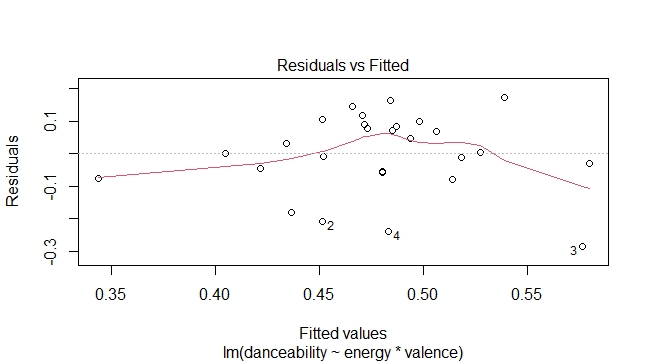 Residuals vs Fitted
Residuals
0.1
-0.1
-0.3
2
4
3
0.35
0.40
0.45
0.50
0.55
Fitted values
lm(danceability ~ energy * valence)